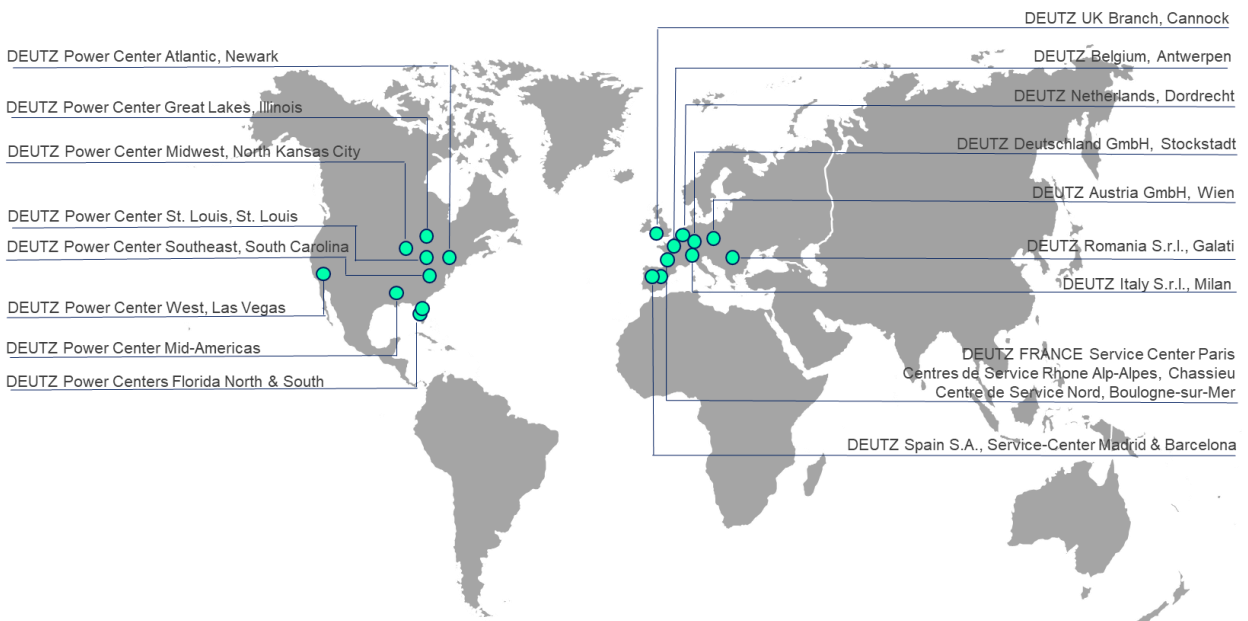 DEUTZ Power Center Atlantic, Newark
DEUTZ Power Center Great Lakes, Illinois
DEUTZ Power Center Midwest, North Kansas City
DEUTZ Power Center St. Louis, St. Louis
DEUTZ Power Center Southeast, South Carolina
DEUTZ Power Center West, Las Vegas
DEUTZ Power Center Mid-Americas
DEUTZ Power Centers Florida North & South
DEUTZ UK Branch, Cannock
DEUTZ Belgium, Antwerpen
DEUTZ Netherlands, Dordrecht
DEUTZ Deutschland GmbH, Stockstadt
DEUTZ Austria GmbH, Wien
DEUTZ Romania S.r.l., Galati
DEUTZ Italy S.r.l., Milan
DEUTZ FRANCE Service Center Paris
Centres de Service Rhone Alp-Alpes, Chassieu
Centre de Service Nord, Boulogne-sur-Mer
DEUTZ Spain S.A., Service-Center Madrid & Barcelona